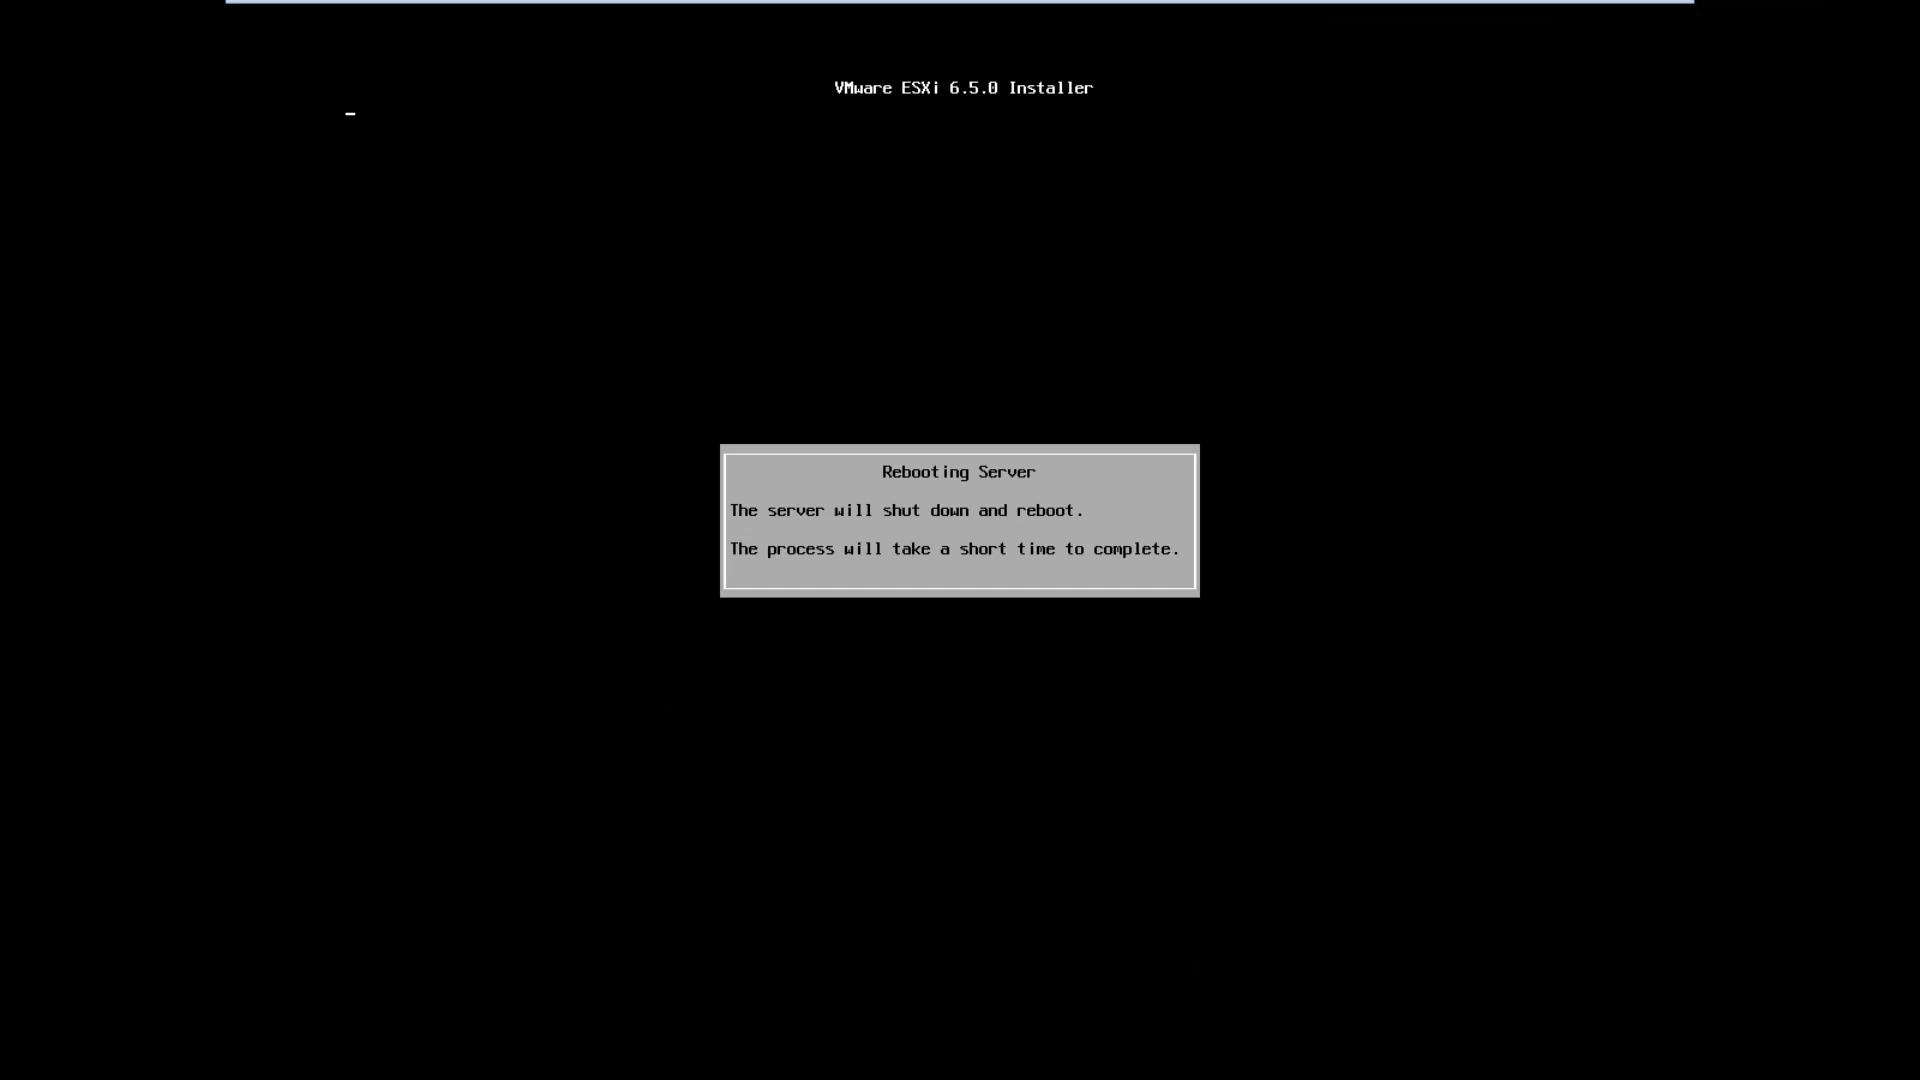 VMware ESXi 6.5.0 Installer
Rebooting Server
The server will shut down and reboot.
The process will take a short time to complete.